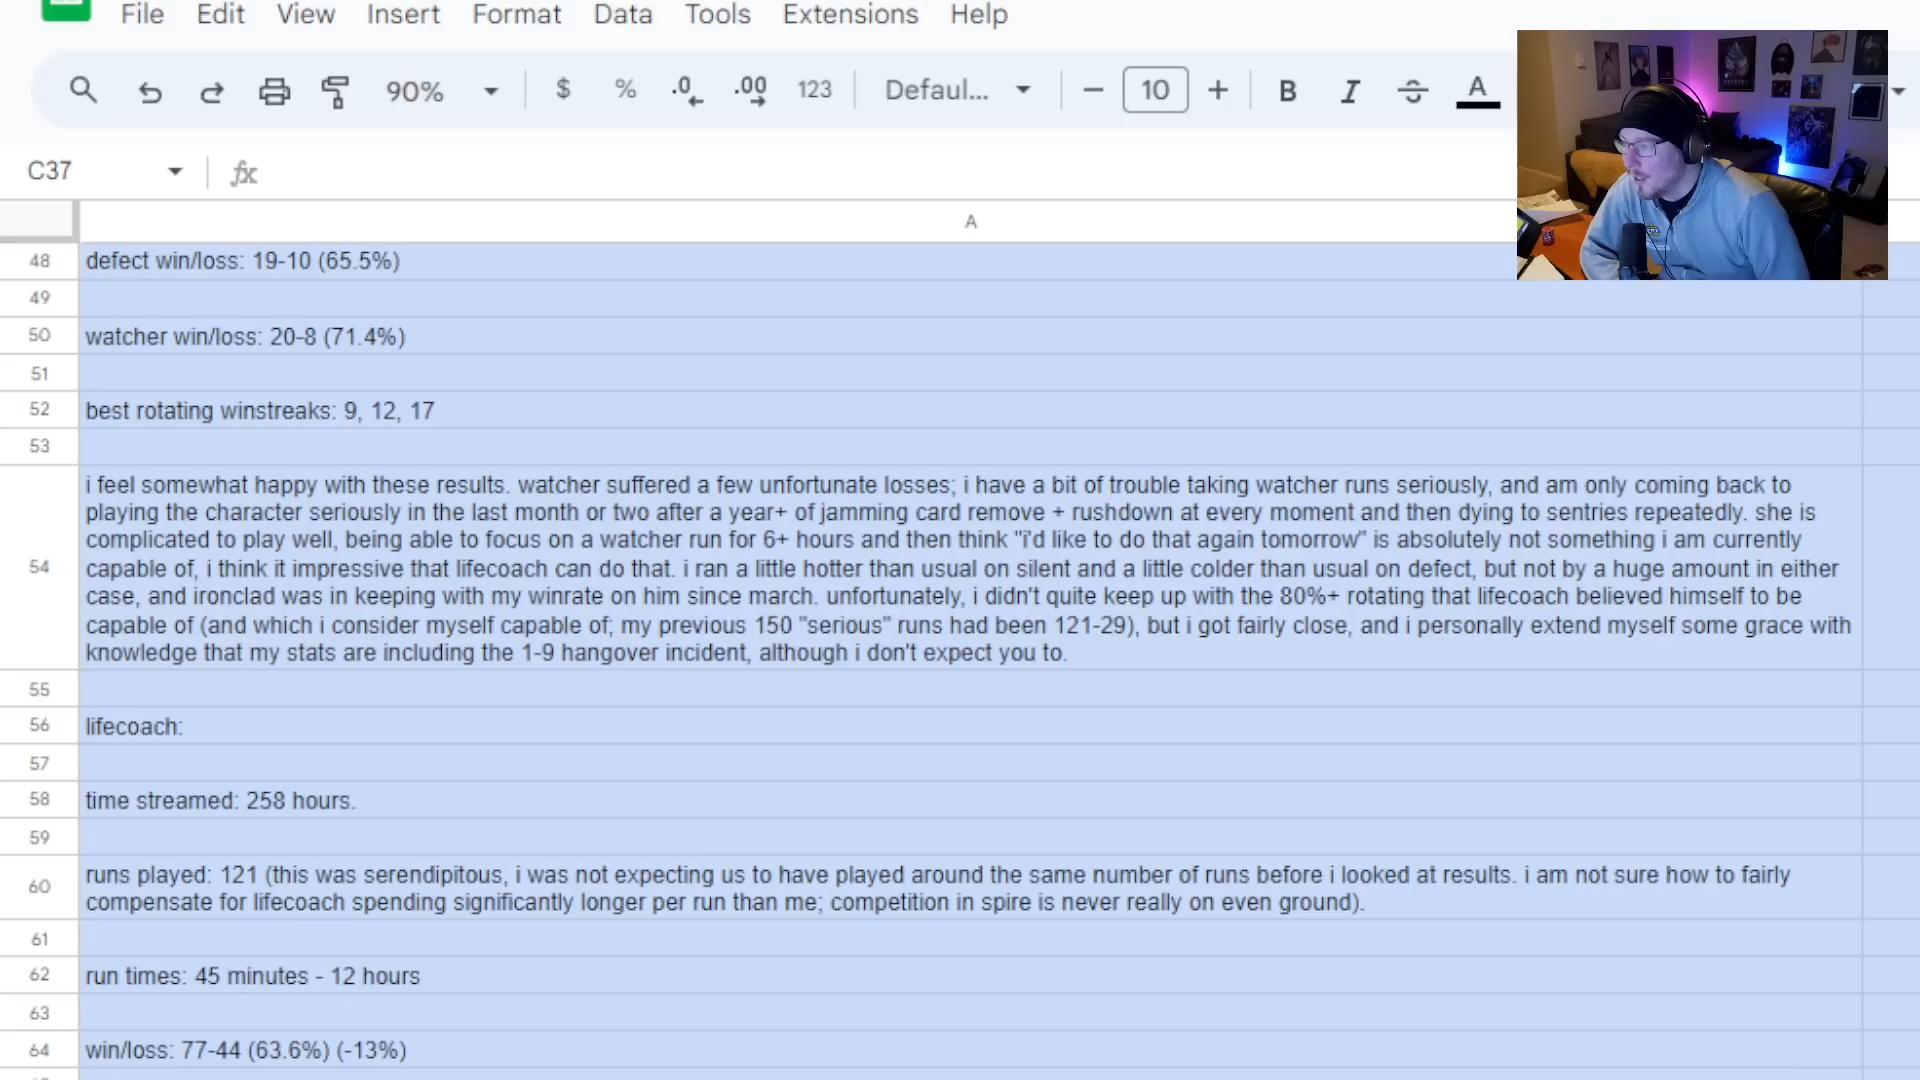 File Edit View Insert Format Data Tools Extensions Help
90% $ % .0 .00 123 Defaul... 10 B I S A
C37 fx
A
48 defect win/loss: 19-10 (65.5%)
49
50 watcher win/loss: 20-8 (71.4%)
51
52 best rotating winstreaks: 9, 12, 17
53
i feel somewhat happy with these results. watcher suffered a few unfortunate losses; i have a bit of trouble taking watcher runs seriously, and am only coming back to
playing the character seriously in the last month or two after a year+ of jamming card remove + rushdown at every moment and then dying to sentries repeatedly. she is
complicated to play well, being able to focus on a watcher run for 6+ hours and then think "i'd like to do that again tomorrow" is absolutely not something i am currently
54 capable of, i think it impressive that lifecoach can do that. i ran a little hotter than usual on silent and a little colder than usual on defect, but not by a huge amount in either
case, and ironclad was in keeping with my winrate on him since march. unfortunately, i didn't quite keep up with the 80%+ rotating that lifecoach believed himself to be
capable of (and which i consider myself capable of; my previous 150 "serious" runs had been 121-29), but i got fairly close, and i personally extend myself some grace with
knowledge that my stats are including the 1-9 hangover incident, although i don't expect you to.
55
56 lifecoach:
57
58 time streamed: 258 hours.
59
60 runs played: 121 (this was serendipitous, i was not expecting us to have played around the same number of runs before i looked at results. i am not sure how to fairly
compensate for lifecoach spending significantly longer per run than me; competition in spire is never really on even ground).
61
62 run times: 45 minutes - 12 hours
63
64 win/loss: 77-44 (63.6%) (-13%)